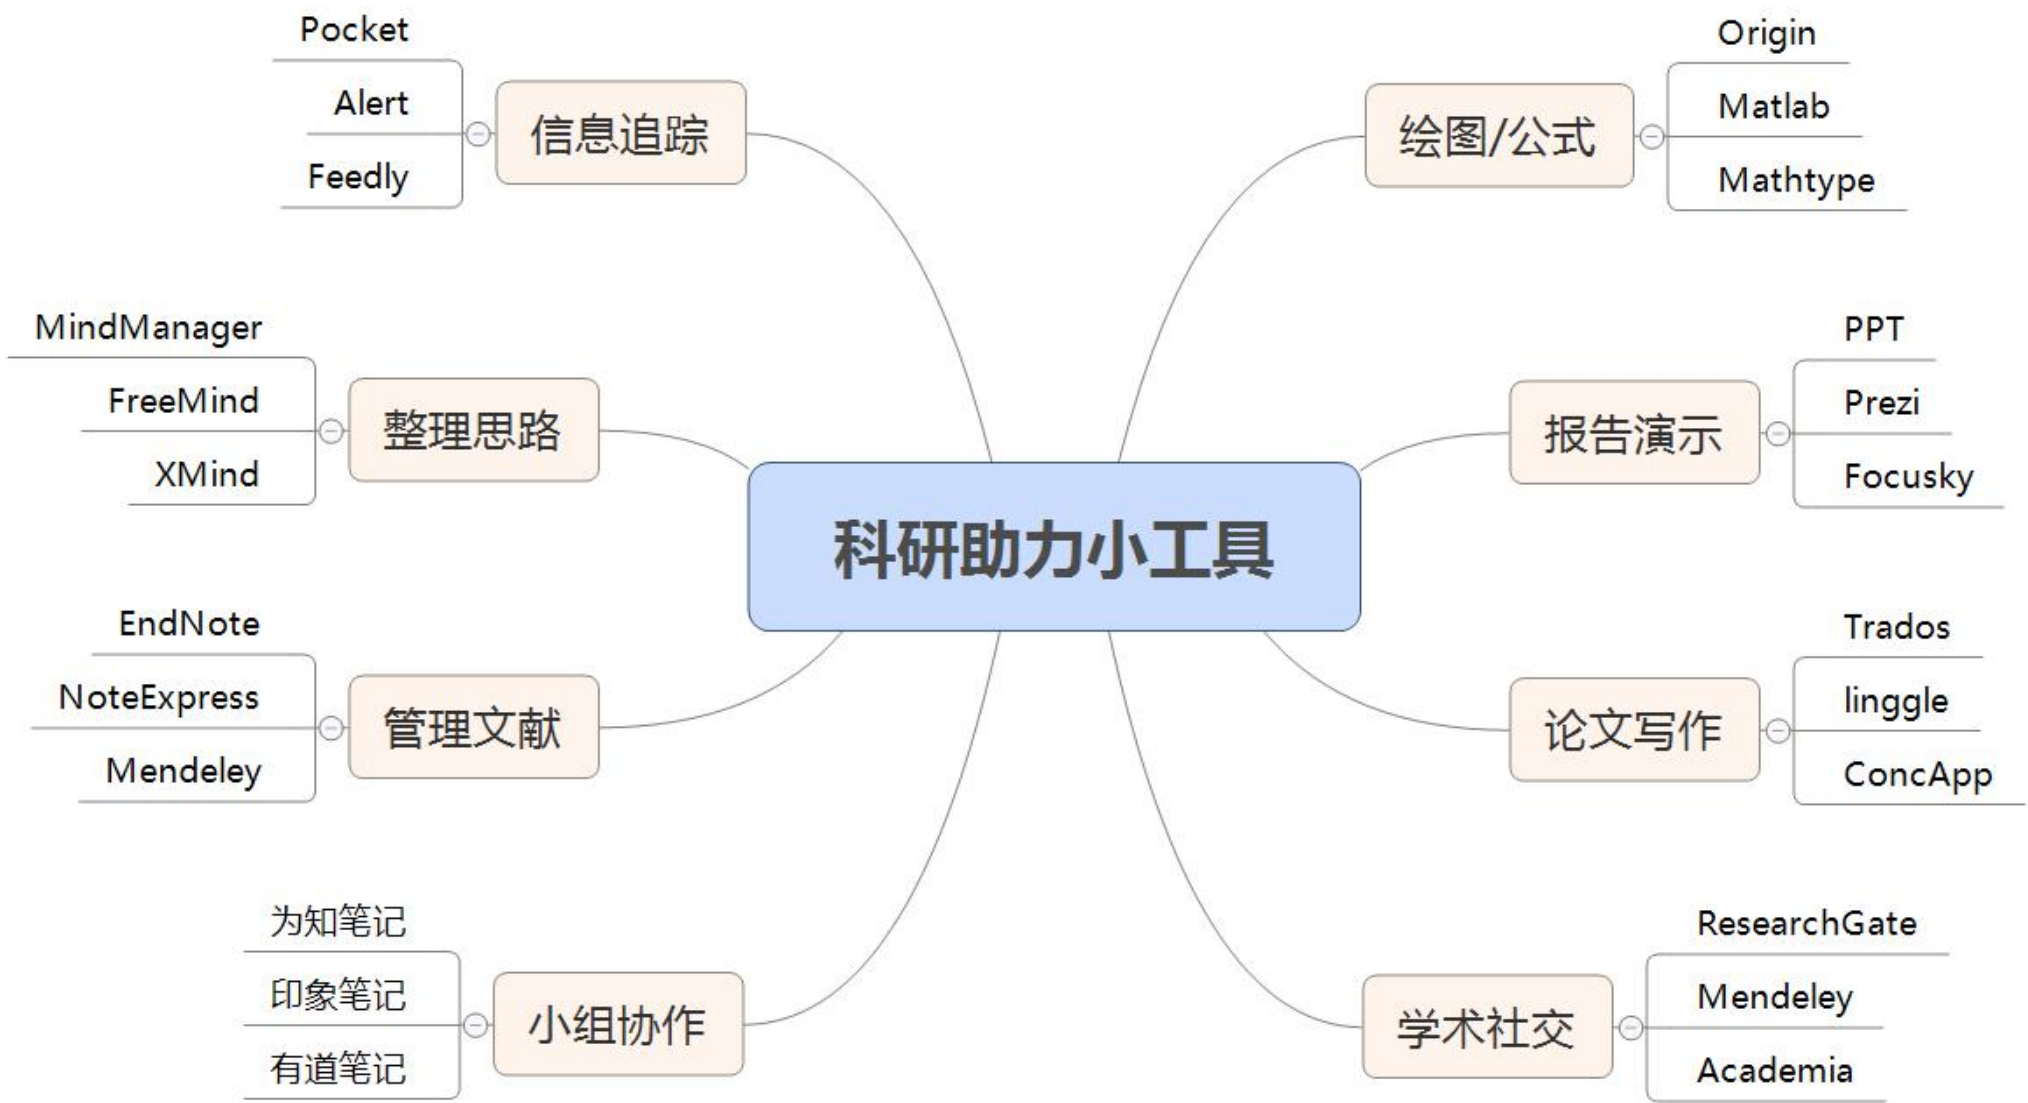 科研助力小工具
信息追踪
Pocket
Alert
Feedly
整理思路
MindManager
FreeMind
XMind
管理文献
EndNote
NoteExpress
Mendeley
小组协作
为知笔记
印象笔记
有道笔记
绘图/公式
Origin
Matlab
Mathtype
报告演示
PPT
Prezi
Focusky
论文写作
Trados
linggle
ConcApp
学术社交
ResearchGate
Mendeley
Academia